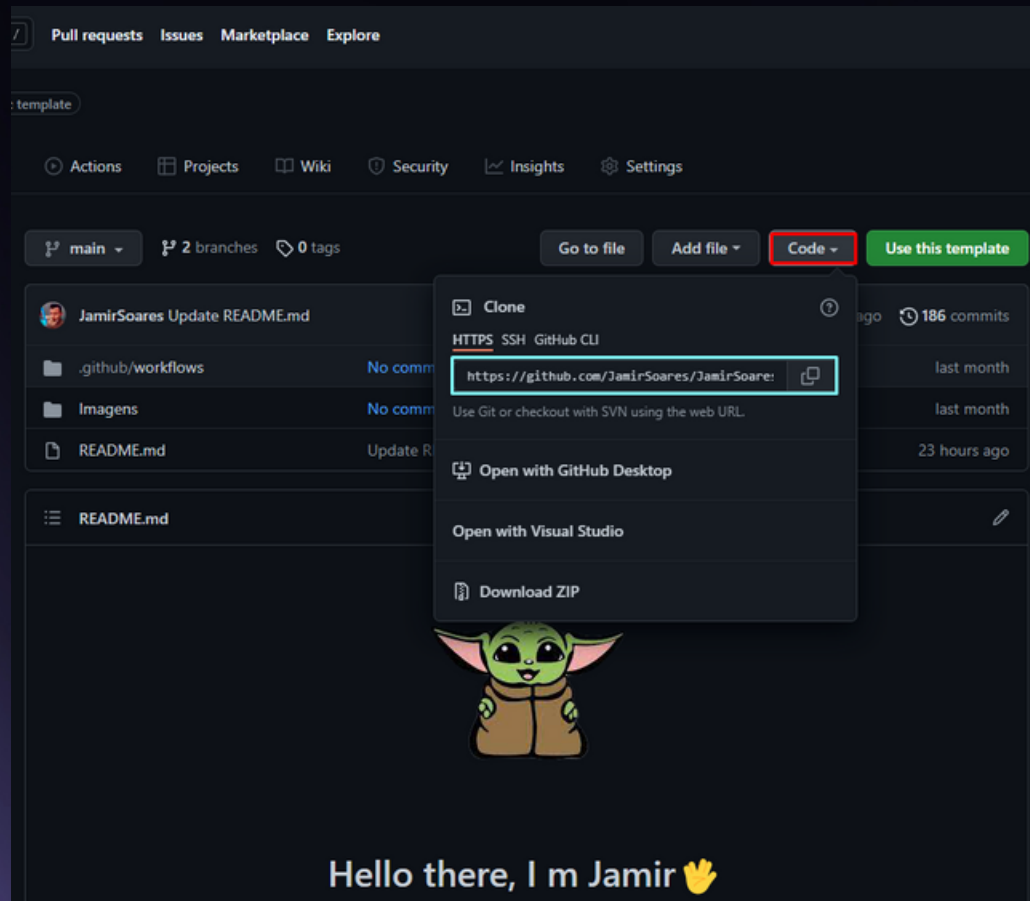 / Pull requests Issues Marketplace Explore
template
Actions Projects Wiki Security Insights Settings
main 2 branches 0 tags Go to file Add file Code Use this template
Clone
JamirSoares Update README.md ago 186 commits
HTTPS SSH GitHub CLI
.github/workflows No comm last month
https://github.com/JamirSoares/JamirSoare
Imagens No comm last month
Use Git or checkout with SVN using the web URL.
README.md Update R 23 hours ago
Open with GitHub Desktop
README.md
Open with Visual Studio
Download ZIP
Hello there, I m Jamir🖖